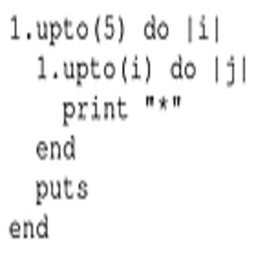 1.upto(5) do |i|
  1.upto(i) do |j|
    print "*"
  end
  puts
end